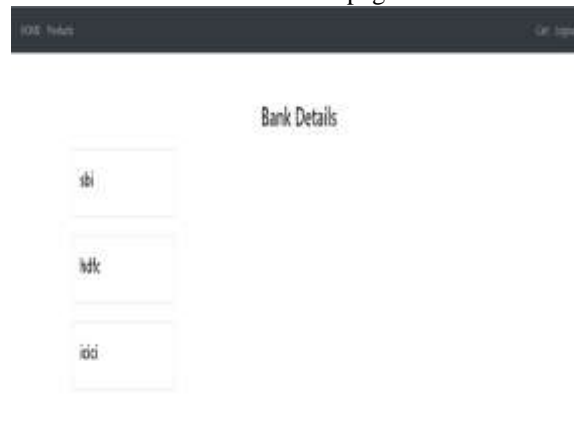 HOME Products
Cart Logout
Bank Details
sbi
hdfc
icici